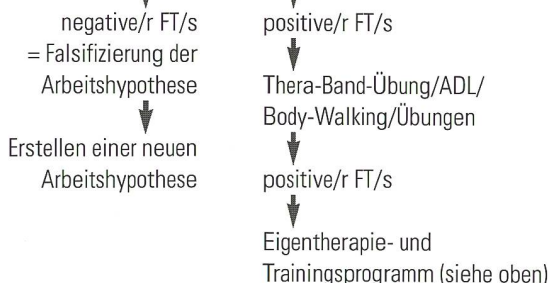 negative/r FT/s
= Falsifizierung der
Arbeitshypothese
Erstellen einer neuen
Arbeitshypothese
positive/r FT/s
Thera-Band-Übung/ADL/
Body-Walking/Übungen
positive/r FT/s
Eigentherapie- und
Trainingsprogramm (siehe oben)